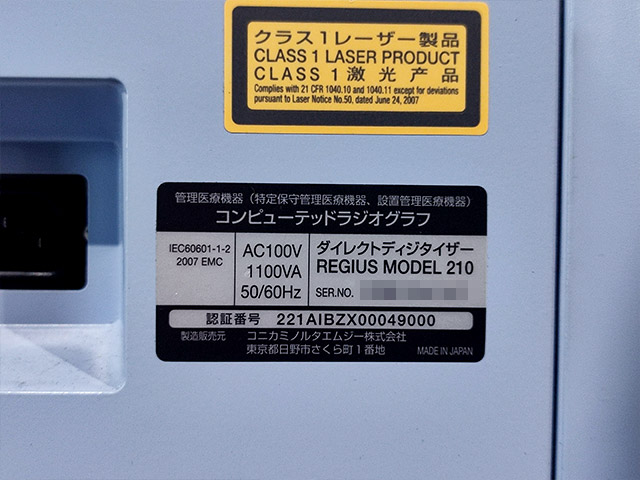 クラス1レーザー製品
CLASS 1 LASER PRODUCT
CLASS 1 激光产品
Complies with 21 CFR 1040.10 and 1040.11 except for deviations
pursuant to Laser Notice No.50, dated June 24, 2007
管理医療機器（特定保守管理医療機器、設置管理医療機器）
コンピューテッドラジオグラフ
IEC60601-1-2
2007 EMC
AC100V
1100VA
50/60Hz
ダイレクトディジタイザー
REGIUS MODEL 210
SER.NO.
認証番号 221AIBZX00049000
製造販売元 コニカミノルタエムジー株式会社
東京都日野市さくら町1番地
MADE IN JAPAN